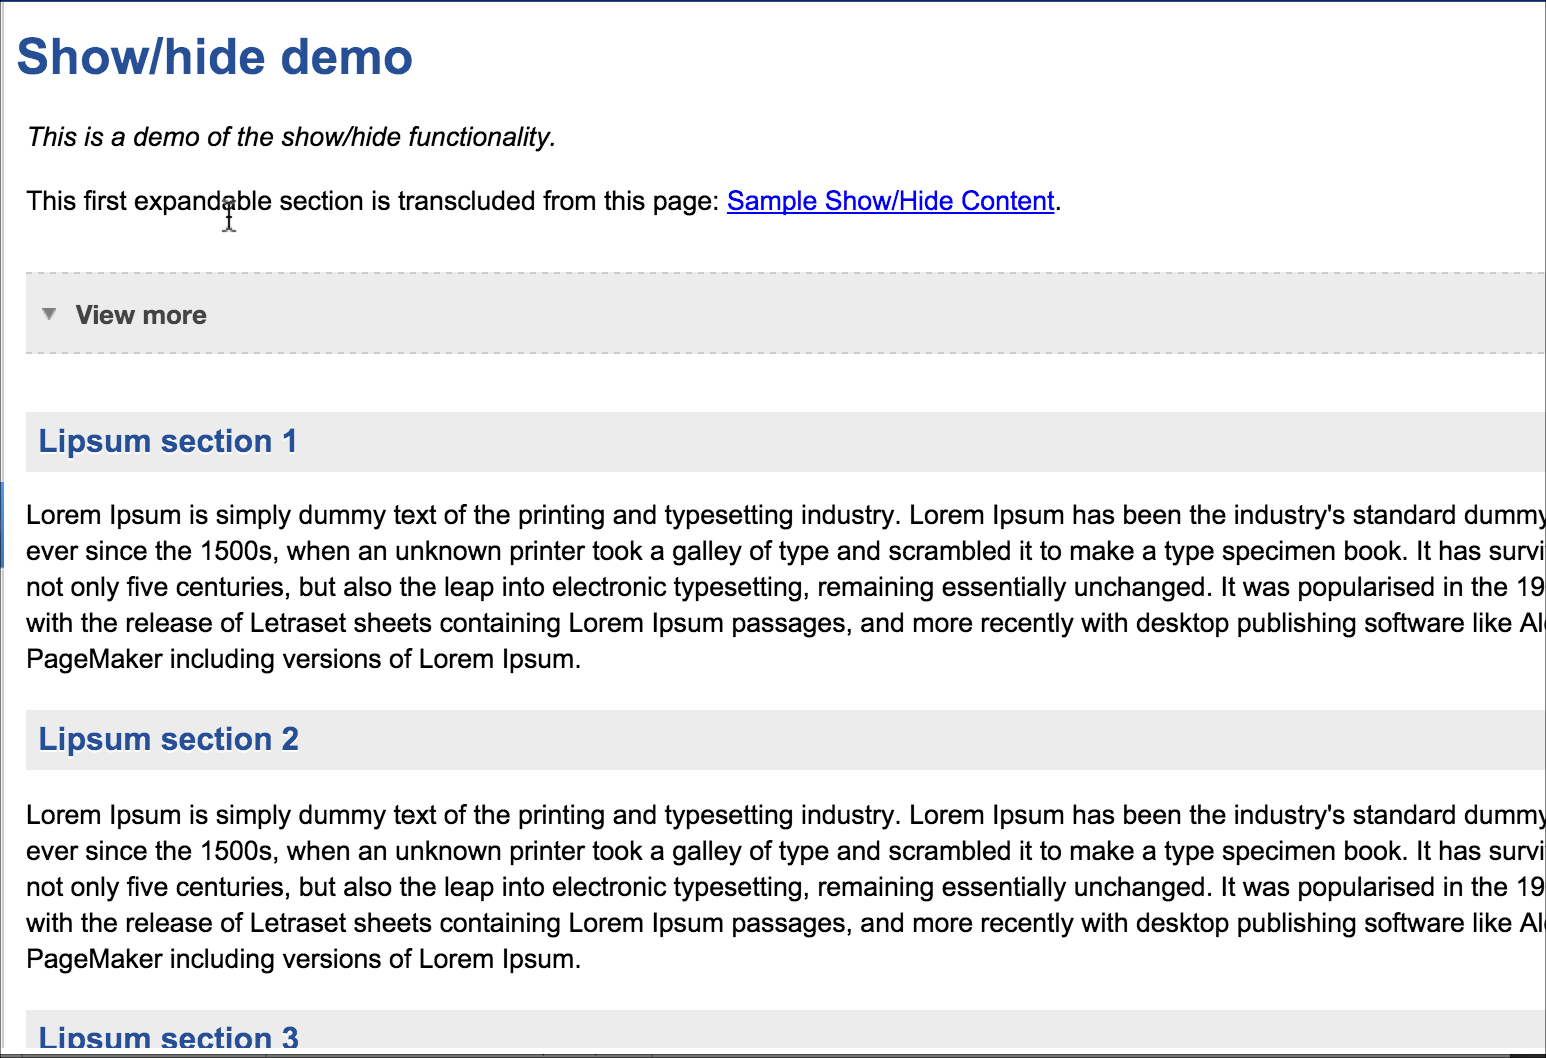 Show/hide demo
This is a demo of the show/hide functionality.
This first expandable section is transcluded from this page: Sample Show/Hide Content.
View more
Lipsum section 1
Lorem Ipsum is simply dummy text of the printing and typesetting industry. Lorem Ipsum has been the industry's standard dummy
ever since the 1500s, when an unknown printer took a galley of type and scrambled it to make a type specimen book. It has survi
not only five centuries, but also the leap into electronic typesetting, remaining essentially unchanged. It was popularised in the 19
with the release of Letraset sheets containing Lorem Ipsum passages, and more recently with desktop publishing software like Al
PageMaker including versions of Lorem Ipsum.
Lipsum section 2
Lorem Ipsum is simply dummy text of the printing and typesetting industry. Lorem Ipsum has been the industry's standard dummy
ever since the 1500s, when an unknown printer took a galley of type and scrambled it to make a type specimen book. It has survi
not only five centuries, but also the leap into electronic typesetting, remaining essentially unchanged. It was popularised in the 19
with the release of Letraset sheets containing Lorem Ipsum passages, and more recently with desktop publishing software like Al
PageMaker including versions of Lorem Ipsum.
Lipsum section 3